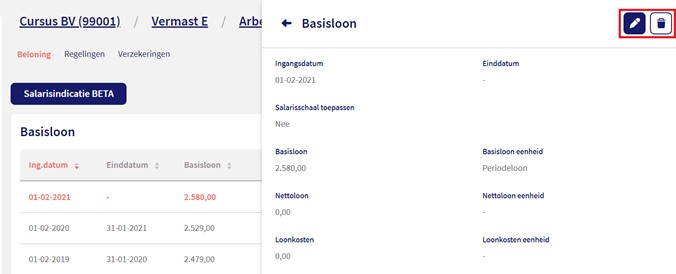 Cursus BV (99001) / Vermast E / Arbe
Beloning Regelingen Verzekeringen
Salarisindicatie BETA
Basisloon
Ing.datum Einddatum Basisloon
01-02-2021 - 2.580,00
01-02-2020 31-01-2021 2.529,00
01-02-2019 31-01-2020 2.479,00
Basisloon
Ingangsdatum Einddatum
01-02-2021 -
Salarisschaal toepassen
Nee
Basisloon Basisloon eenheid
2.580,00 Periodeloon
Nettoloon Nettoloon eenheid
0,00 -
Loonkosten Loonkosten eenheid
0,00 -